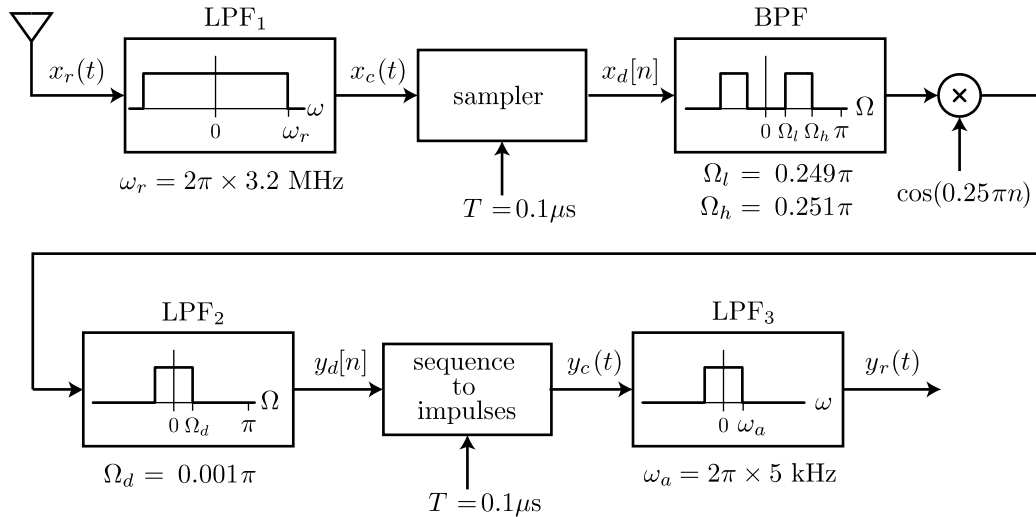 LPF₁
BPF
x_r(t)
x_c(t)
x_d[n]
sampler
0
ω_r
ω
0
Ω_l
Ω_h
π
Ω
×
ω_r = 2π × 3.2 MHz
T = 0.1μs
Ω_l = 0.249π
Ω_h = 0.251π
cos(0.25πn)
LPF₂
LPF₃
y_d[n]
sequence
to
impulses
y_c(t)
y_r(t)
0
Ω_d
π
Ω
0
ω_a
ω
Ω_d = 0.001π
T = 0.1μs
ω_a = 2π × 5 kHz